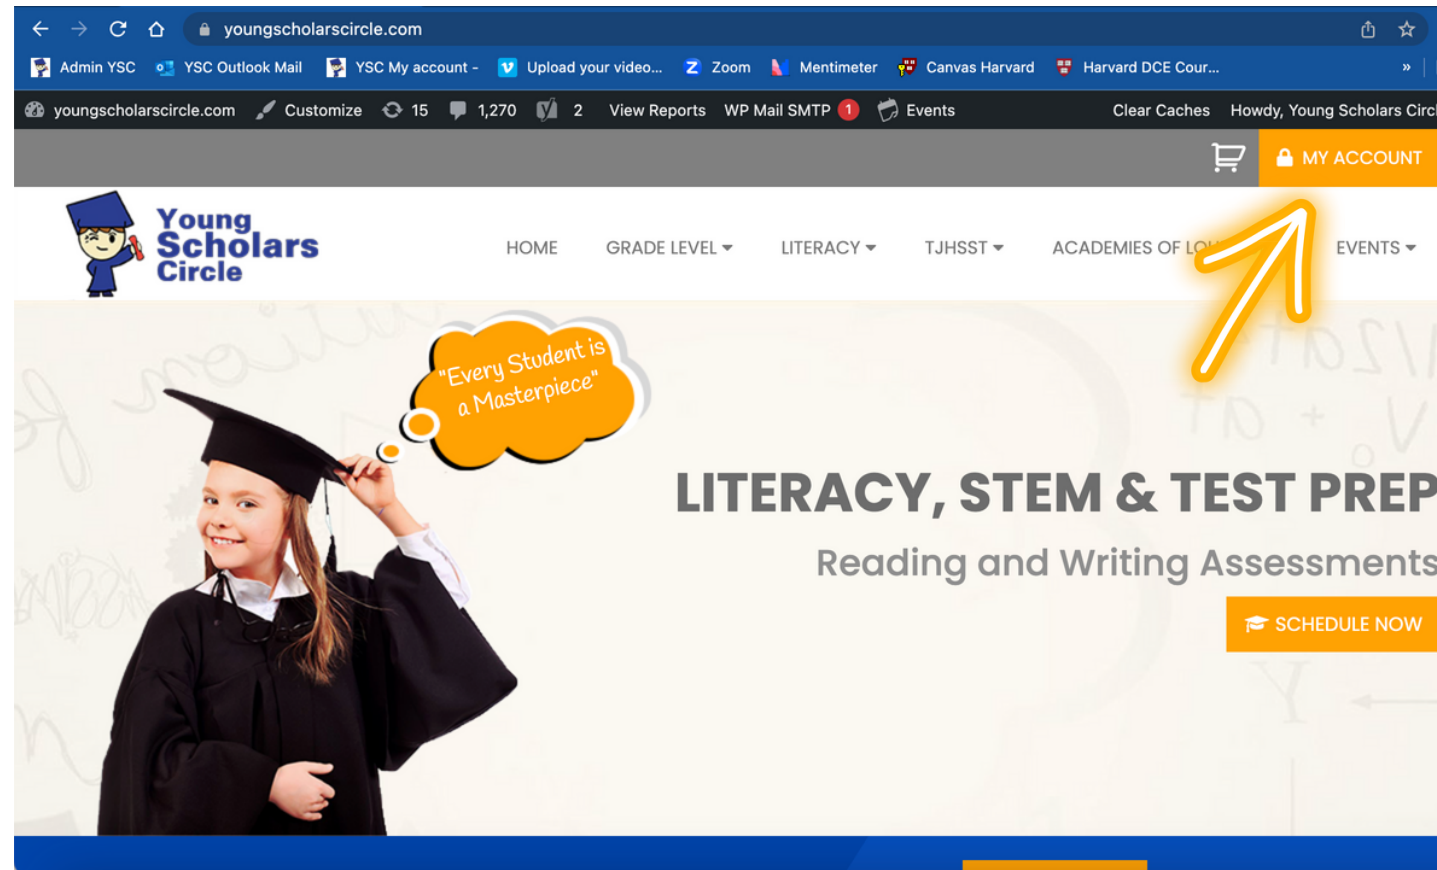 youngscholarscircle.com
Admin YSC YSC Outlook Mail YSC My account - Upload your video... Zoom Mentimeter Canvas Harvard Harvard DCE Cour... »
youngscholarscircle.com Customize 15 1,270 2 View Reports WP Mail SMTP 1 Events Clear Caches Howdy, Young Scholars Circl
MY ACCOUNT
Young
Scholars
Circle
HOME GRADE LEVEL LITERACY TJHSST ACADEMIES OF EVENTS
"Every Student is
a Masterpiece"
LITERACY, STEM & TEST PREP
Reading and Writing Assessments
SCHEDULE NOW